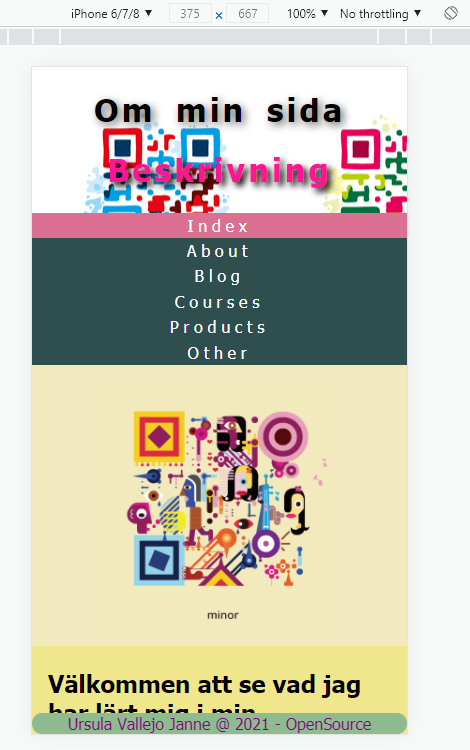 iPhone 6/7/8 ▼ 375 x 667 100% ▼ No throttling ▼
Om min sida
Beskrivning
Index
About
Blog
Courses
Products
Other
minor
Välkommen att se vad jag
har lärt mig i min
Ursula Vallejo Janne @ 2021 - OpenSource